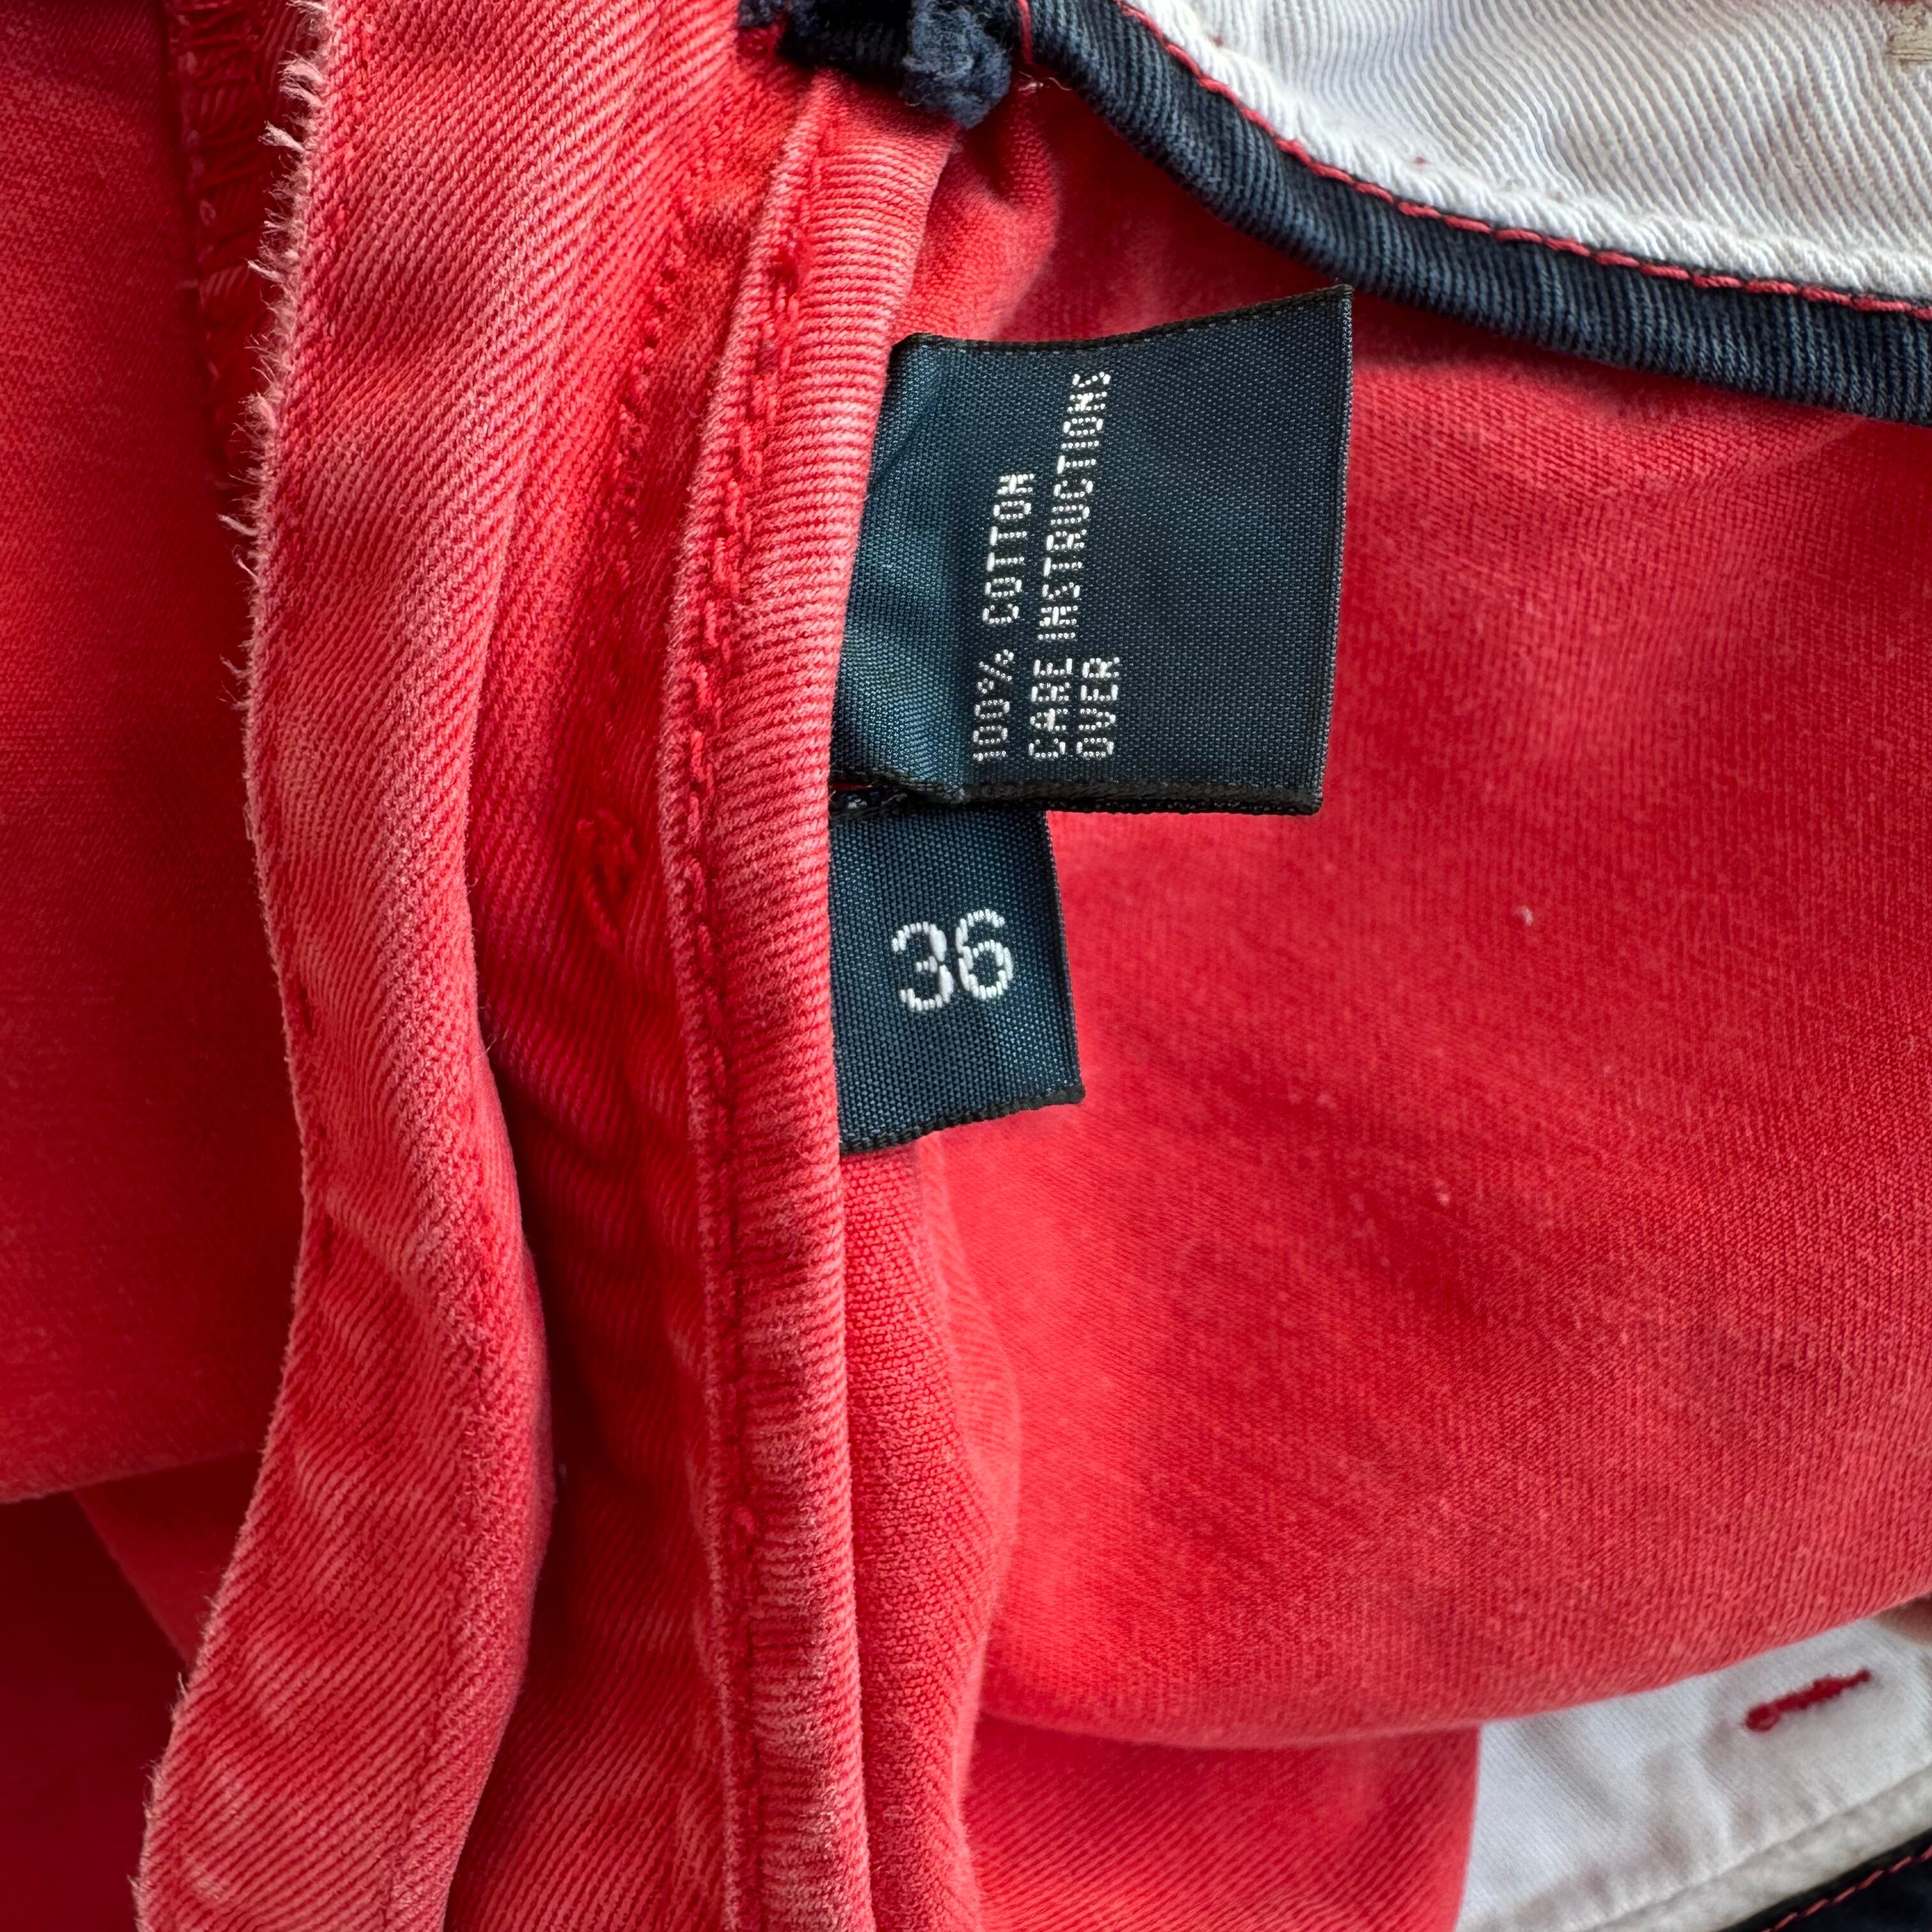 100% COTTON
CARE INSTRUCTIONS
OVER
36